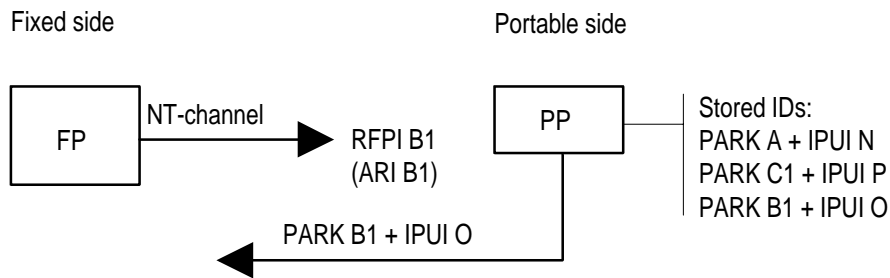 Fixed side
Portable side
FP
NT-channel
RFPI B1
(ARI B1)
PP
Stored IDs:
PARK A + IPUI N
PARK C1 + IPUI P
PARK B1 + IPUI O
PARK B1 + IPUI O